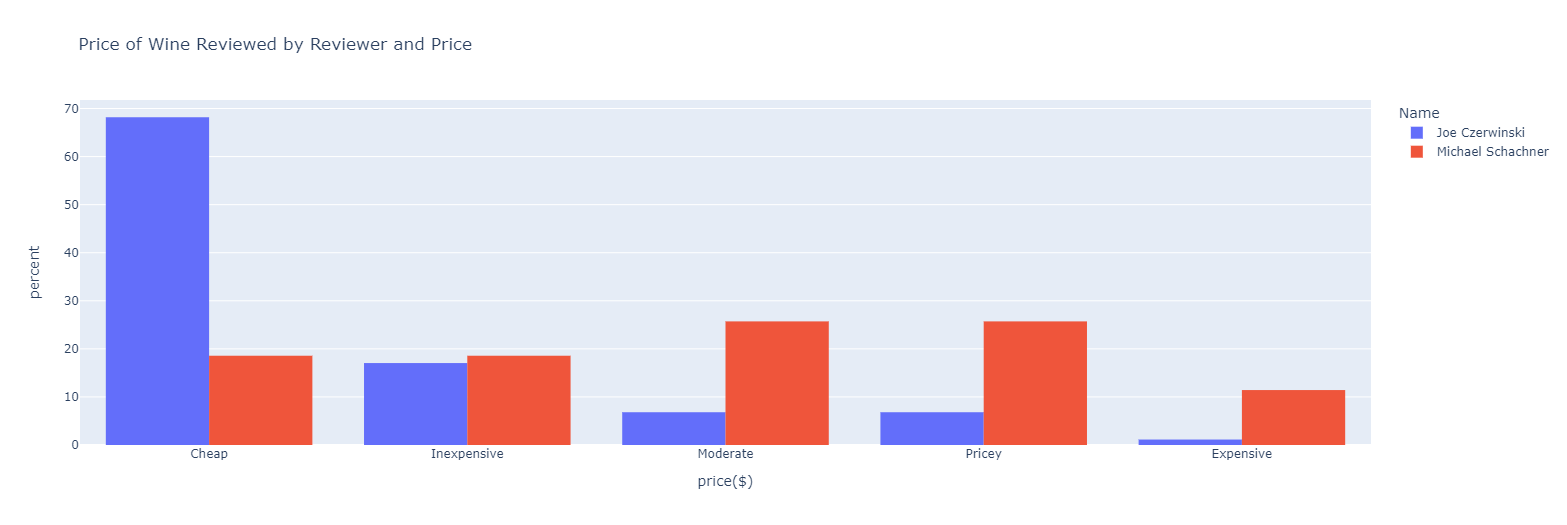 Price of Wine Reviewed by Reviewer and Price
Name
Joe Czerwinski
Michael Schachner
percent
70
60
50
40
30
20
10
0
Cheap Inexpensive Moderate Pricey Expensive
price($)